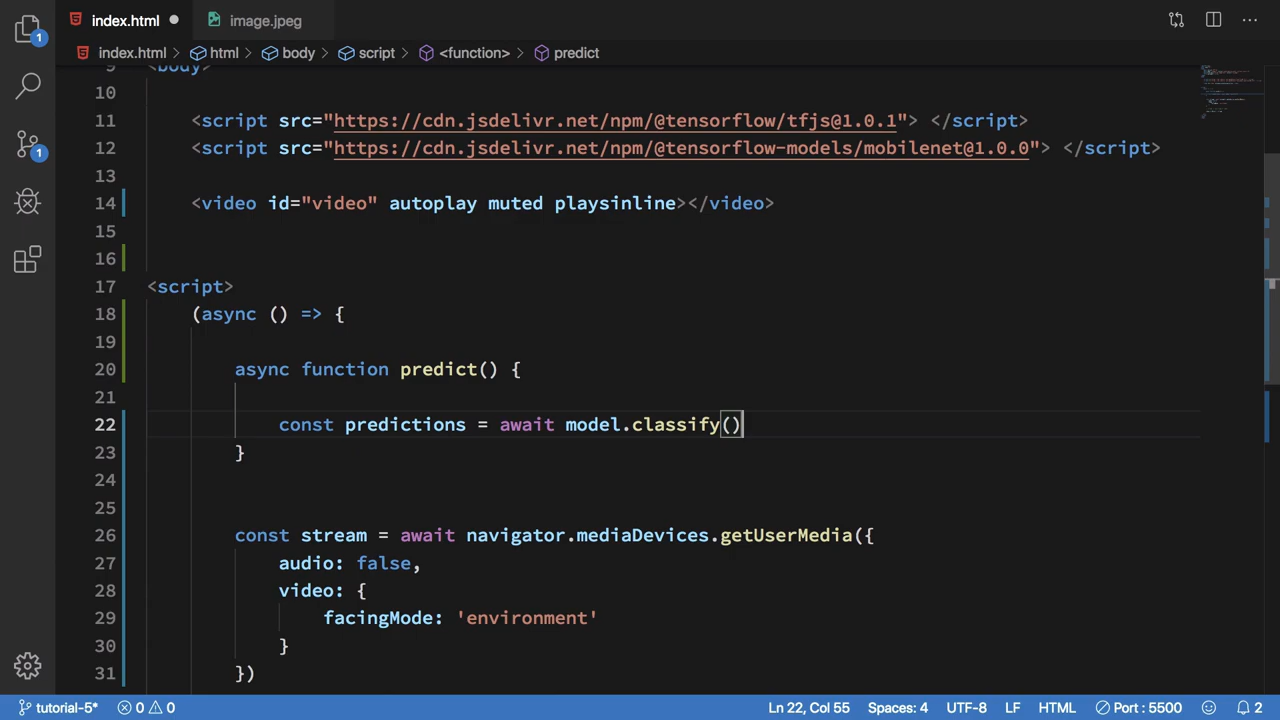 1
1
index.html
image.jpeg
index.html > html > body > script > <function> > predict
9 <body>
10
11 <script src="https://cdn.jsdelivr.net/npm/@tensorflow/tfjs@1.0.1"> </script>
12 <script src="https://cdn.jsdelivr.net/npm/@tensorflow-models/mobilenet@1.0.0"> </script>
13
14 <video id="video" autoplay muted playsinline></video>
15
16
17 <script>
18 (async () => {
19
20 async function predict() {
21
22 const predictions = await model.classify()
23 }
24
25
26 const stream = await navigator.mediaDevices.getUserMedia({
27 audio: false,
28 video: {
29 facingMode: 'environment'
30 }
31 })
tutorial-5* 0 0 Ln 22, Col 55 Spaces: 4 UTF-8 LF HTML Port : 5500 2